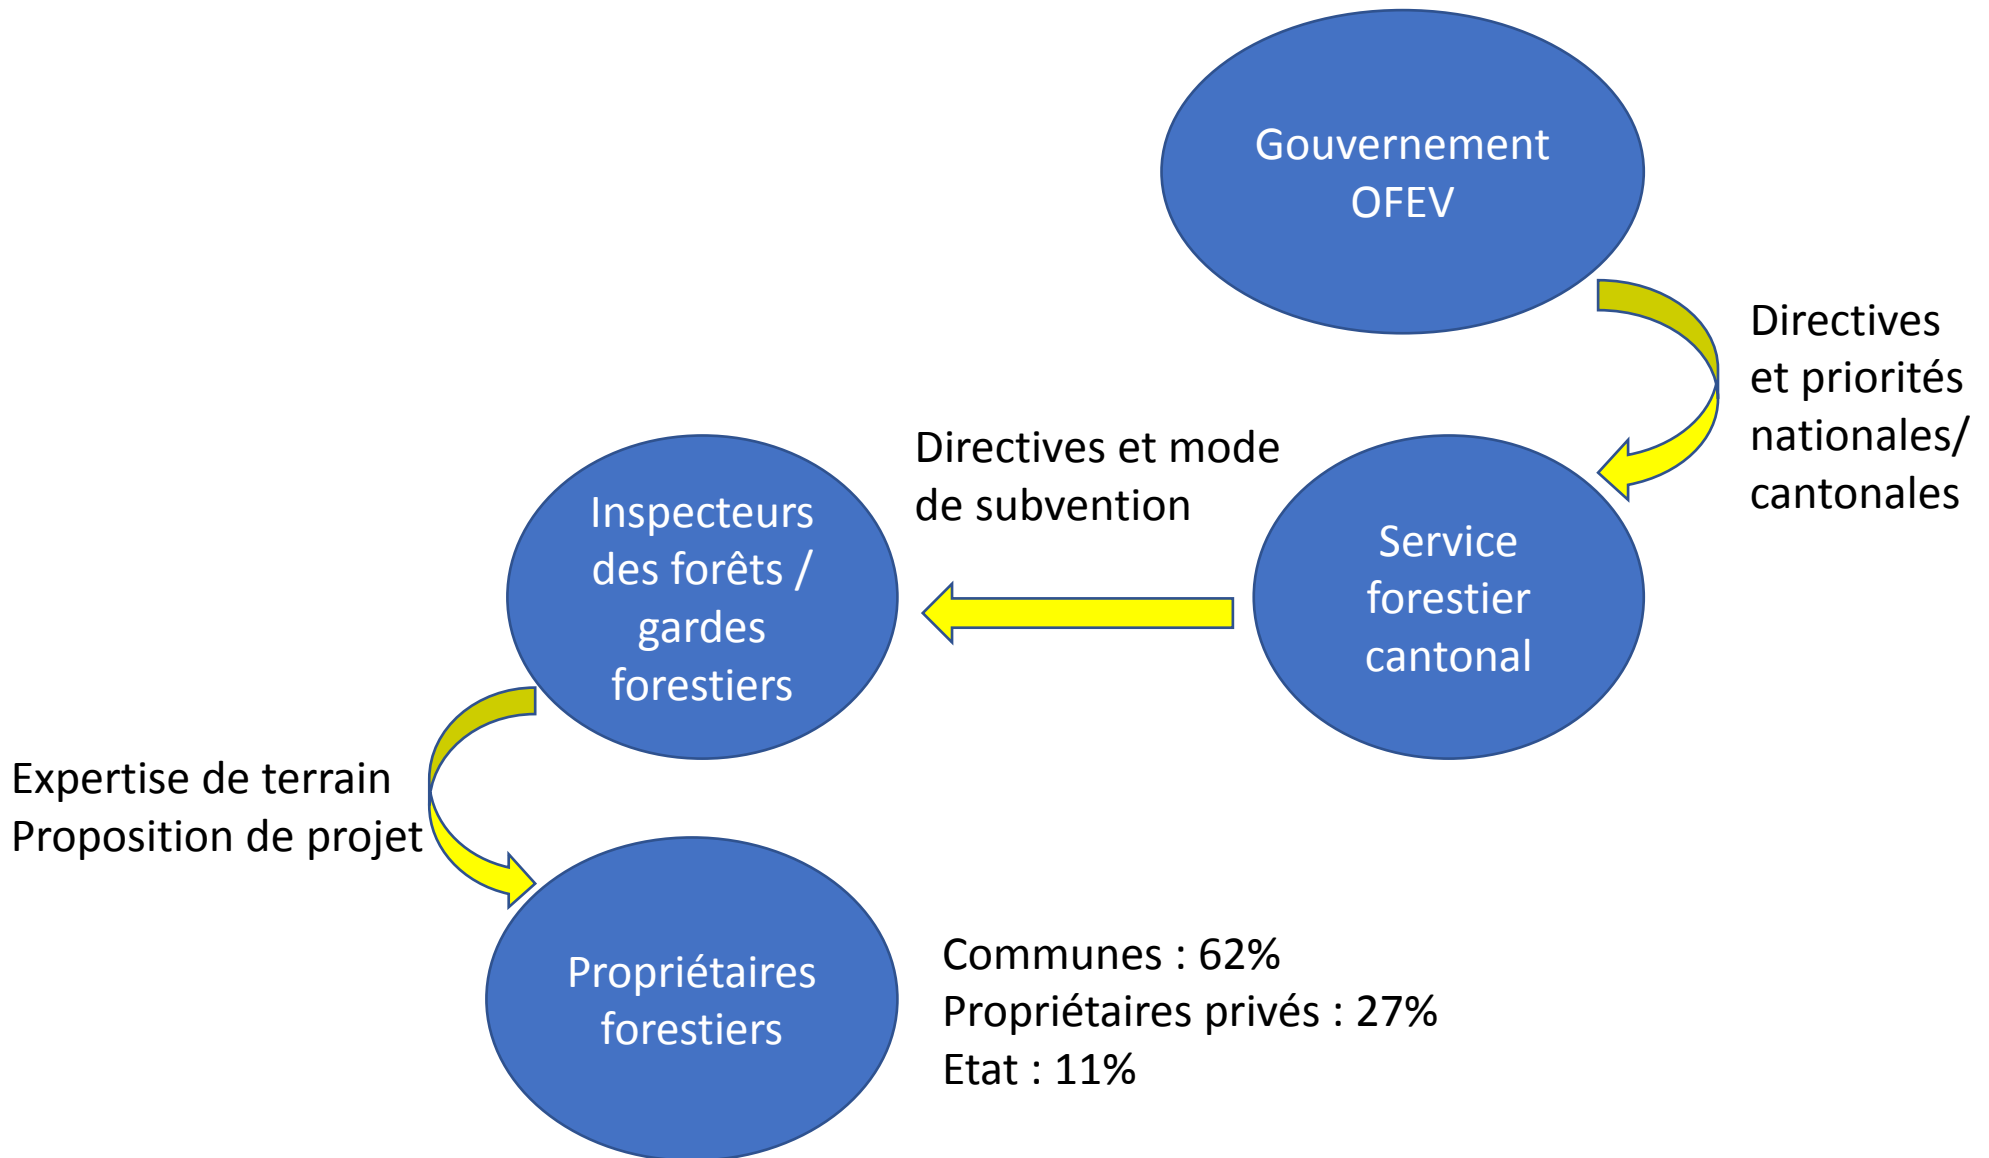 Gouvernement
OFEV
Directives
et priorités
nationales/
cantonales
Directives et mode
de subvention
Service
forestier
cantonal
Inspecteurs
des forêts /
gardes
forestiers
Expertise de terrain
Proposition de projet
Propriétaires
forestiers
Communes : 62%
Propriétaires privés : 27%
Etat : 11%